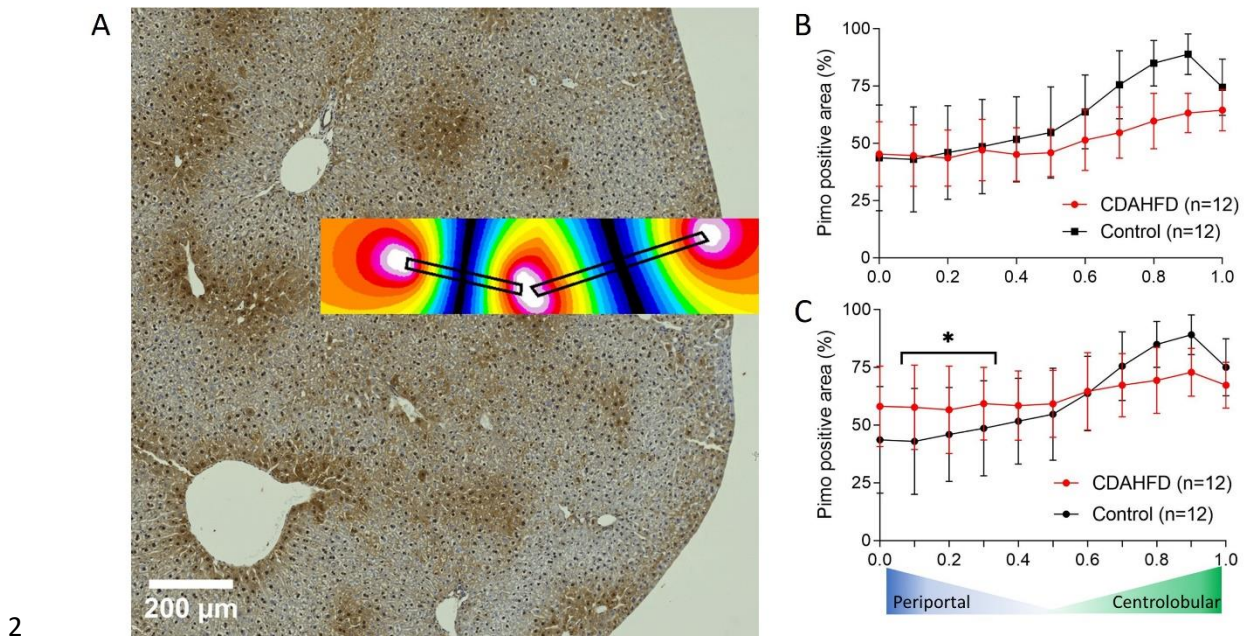 A
200 µm
B
Pimo positive area (%)
100
75
50
25
0
CDAHFD (n=12)
Control (n=12)
0.0 0.2 0.4 0.6 0.8 1.0
C
Pimo positive area (%)
100
75
50
25
0
*
CDAHFD (n=12)
Control (n=12)
0.0 0.2 0.4 0.6 0.8 1.0
Periportal Centrolobular
2